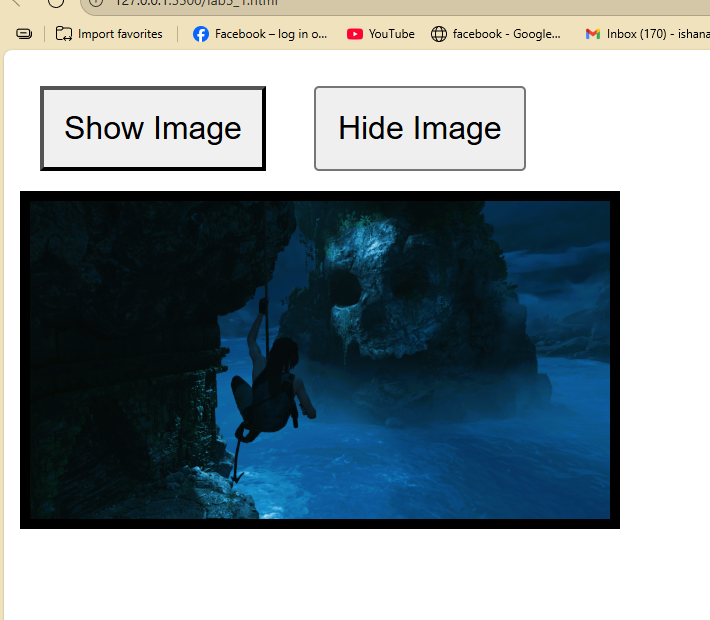 127.0.0.1:5500/lab5_1.html
Import favorites
Facebook – log in o...
YouTube
facebook - Google...
Inbox (170) - ishana
Show Image
Hide Image